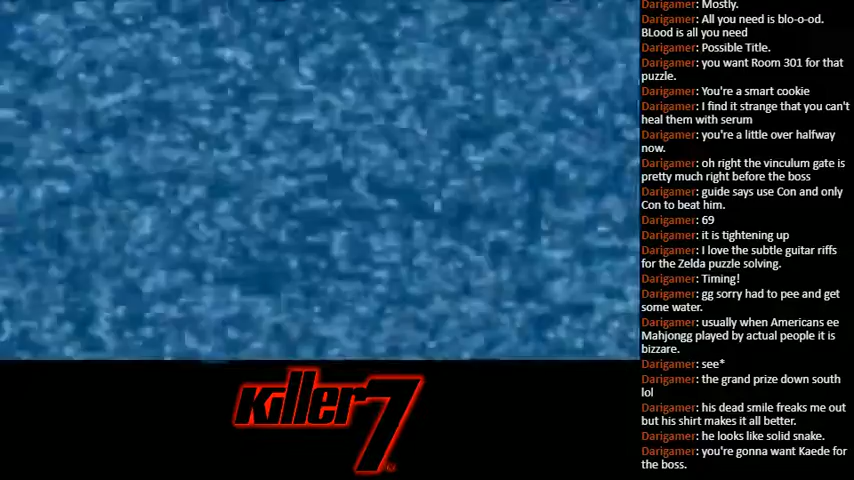 Darigamer: Mostly.
Darigamer: All you need is blo-o-od.
BLood is all you need
Darigamer: Possible Title.
Darigamer: you want Room 301 for that
puzzle.
Darigamer: You're a smart cookie
Darigamer: I find it strange that you can't
heal them with serum
Darigamer: you're a little over halfway
now.
Darigamer: oh right the vinculum gate is
pretty much right before the boss
Darigamer: guide says use Con and only
Con to beat him.
Darigamer: 69
Darigamer: it is tightening up
Darigamer: I love the subtle guitar riffs
for the Zelda puzzle solving.
Darigamer: Timing!
Darigamer: gg sorry had to pee and get
some water.
Darigamer: usually when Americans ee
Mahjongg played by actual people it is
bizzare.
Darigamer: see*
Darigamer: the grand prize down south
lol
Darigamer: his dead smile freaks me out
but his shirt makes it all better.
Darigamer: he looks like solid snake.
Darigamer: you're gonna want Kaede for
the boss.
killer7